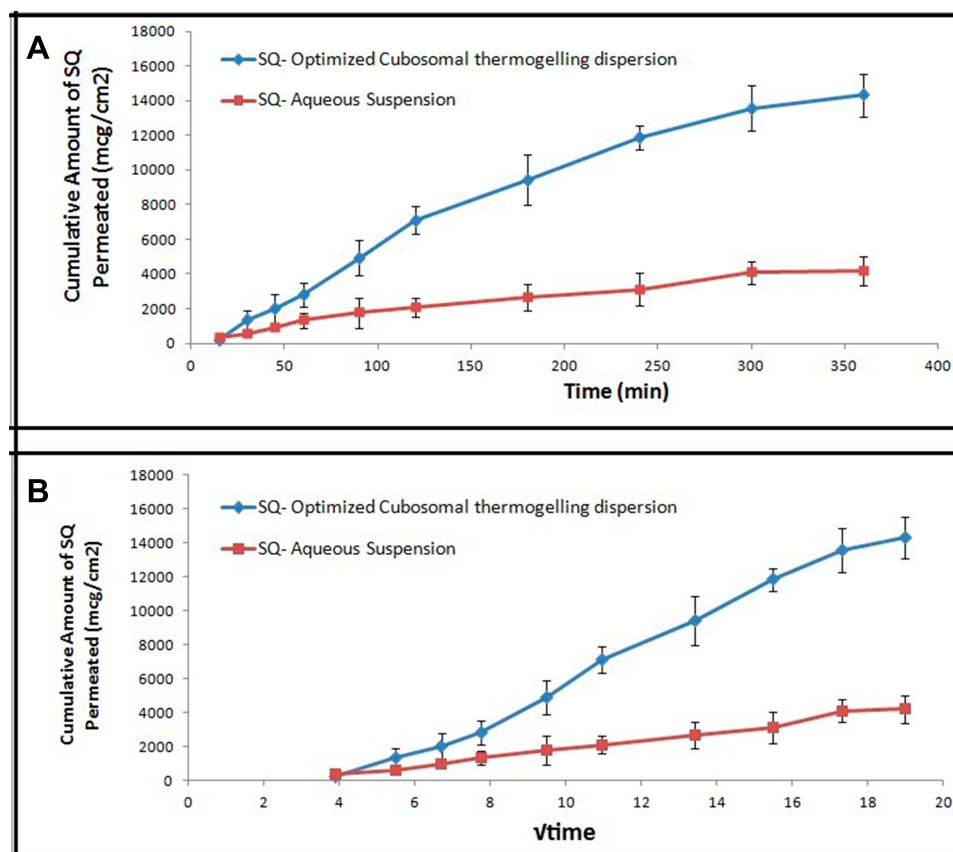 A
SQ- Optimized Cubosomal thermogelling dispersion
SQ- Aqueous Suspension
Cumulative Amount of SQ
Permeated (mcg/cm2)
18000
16000
14000
12000
10000
8000
6000
4000
2000
0
0 50 100 150 200 250 300 350 400
Time (min)
B
SQ- Optimized Cubosomal thermogelling dispersion
SQ- Aqueous Suspension
Cumulative Amount of SQ
Permeated (mcg/cm2)
18000
16000
14000
12000
10000
8000
6000
4000
2000
0
0 2 4 6 8 10 12 14 16 18 20
√time